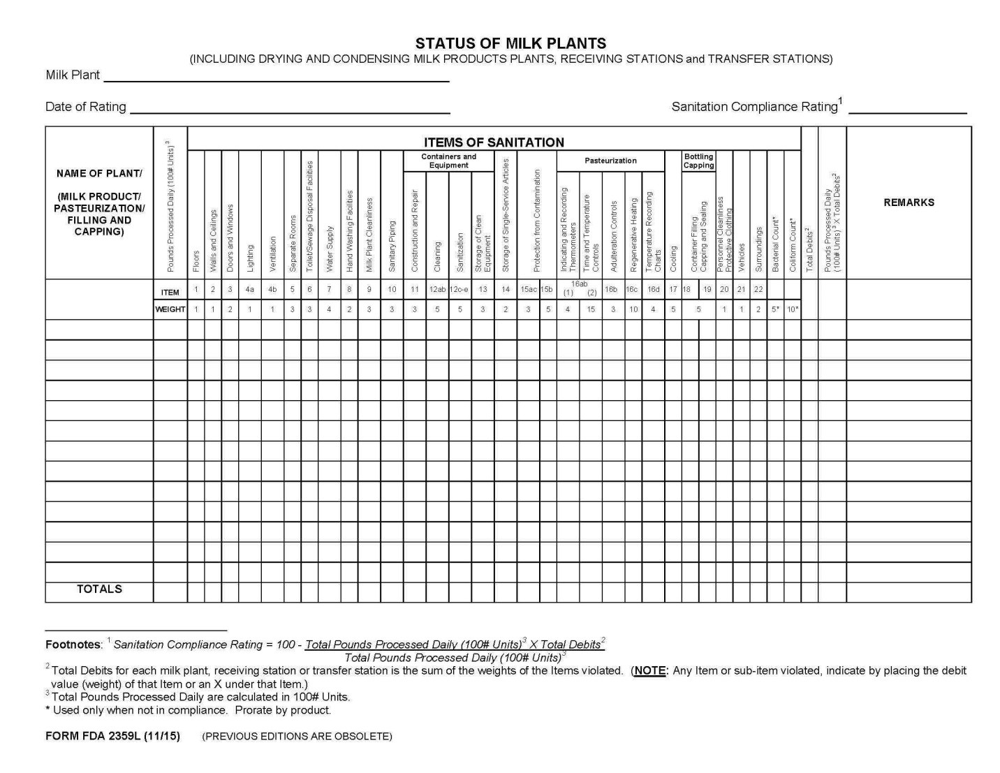 STATUS OF MILK PLANTS
(INCLUDING DRYING AND CONDENSING MILK PRODUCTS PLANTS, RECEIVING STATIONS and TRANSFER STATIONS)
Milk Plant
Date of Rating
Sanitation Compliance Rating1
NAME OF PLANT/
(MILK PRODUCT/
PASTEURIZATION/
FILLING AND
CAPPING)
Pounds Processed Daily (100# Units)3
ITEMS OF SANITATION
Floors
Walls and Ceilings
Doors and Windows
Lighting
Ventilation
Separate Rooms
Toilet/Sewage Disposal Facilities
Water Supply
Hand Washing Facilities
Milk Plant Cleanliness
Sanitary Piping
Containers and
Equipment
Construction and Repair
Cleaning
Sanitization
Storage of Clean
Equipment
Storage of Single-Service Articles
Protection from Contamination
Pasteurization
Indicating and Recording
Thermometers
Time and Temperature
Controls
Adulteration Controls
Regenerative Heating
Temperature Recording
Charts
Cooling
Bottling
Capping
Container Filling
Capping and Sealing
Personnel Cleanliness
Protective Clothing
Vehicles
Surroundings
Bacterial Count*
Coliform Count*
Total Debits2
Pounds Processed Daily
(100# Units)3 X Total Debits2
REMARKS
ITEM 1 2 3 4a 4b 5 6 7 8 9 10 11 12ab 12c-e 13 14 15ac 15b 16ab (1) (2) 16b 16c 16d 17 18 19 20 21 22
WEIGHT 1 1 2 1 1 3 3 4 2 3 3 3 5 5 3 2 3 5 4 15 3 10 4 5 5 1 1 2 5* 10*
TOTALS
Footnotes: 1 Sanitation Compliance Rating = 100 - Total Pounds Processed Daily (100# Units)3 X Total Debits2
Total Pounds Processed Daily (100# Units)3
2 Total Debits for each milk plant, receiving station or transfer station is the sum of the weights of the Items violated. (NOTE: Any Item or sub-item violated, indicate by placing the debit
value (weight) of that Item or an X under that Item.)
3 Total Pounds Processed Daily are calculated in 100# Units.
* Used only when not in compliance. Prorate by product.
FORM FDA 2359L (11/15) (PREVIOUS EDITIONS ARE OBSOLETE)